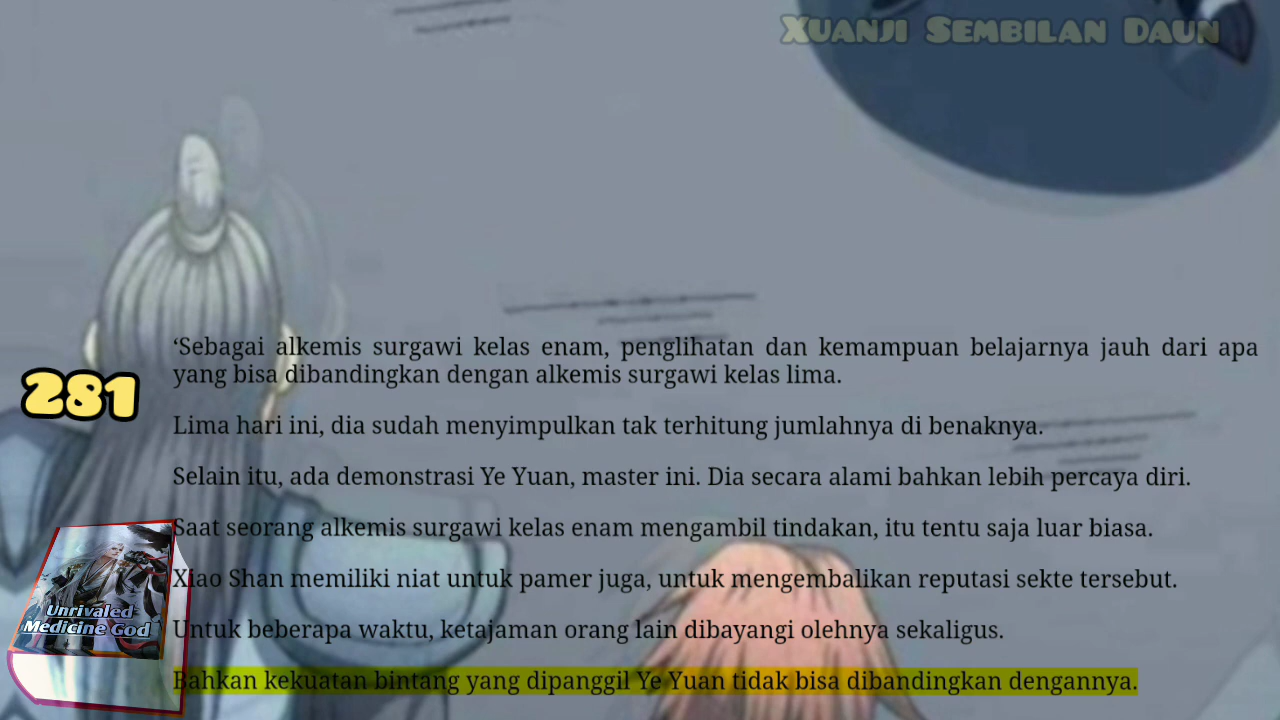 Xuanji Sembilan Daun
‘Sebagai alkemis surgawi kelas enam, penglihatan dan kemampuan belajarnya jauh dari apa
yang bisa dibandingkan dengan alkemis surgawi kelas lima.
281
Lima hari ini, dia sudah menyimpulkan tak terhitung jumlahnya di benaknya.
Selain itu, ada demonstrasi Ye Yuan, master ini. Dia secara alami bahkan lebih percaya diri.
Saat seorang alkemis surgawi kelas enam mengambil tindakan, itu tentu saja luar biasa.
Xiao Shan memiliki niat untuk pamer juga, untuk mengembalikan reputasi sekte tersebut.
Unrivaled
Medicine God
Untuk beberapa waktu, ketajaman orang lain dibayangi olehnya sekaligus.
Bahkan kekuatan bintang yang dipanggil Ye Yuan tidak bisa dibandingkan dengannya.